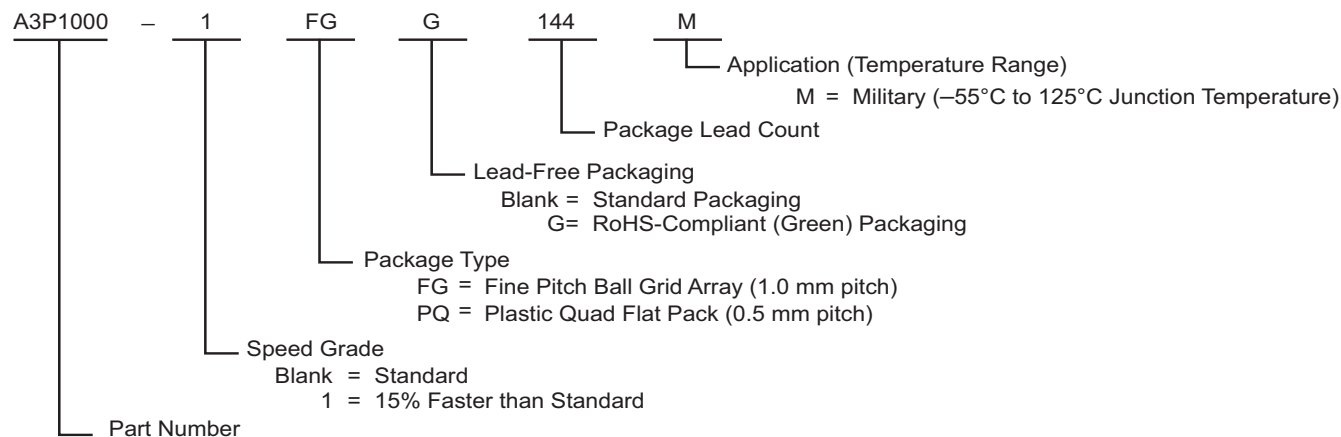 A3P1000 – 1 FG G 144 M
Application (Temperature Range)
M = Military (–55°C to 125°C Junction Temperature)
Package Lead Count
Lead-Free Packaging
Blank = Standard Packaging
G= RoHS-Compliant (Green) Packaging
Package Type
FG = Fine Pitch Ball Grid Array (1.0 mm pitch)
PQ = Plastic Quad Flat Pack (0.5 mm pitch)
Speed Grade
Blank = Standard
1 = 15% Faster than Standard
Part Number